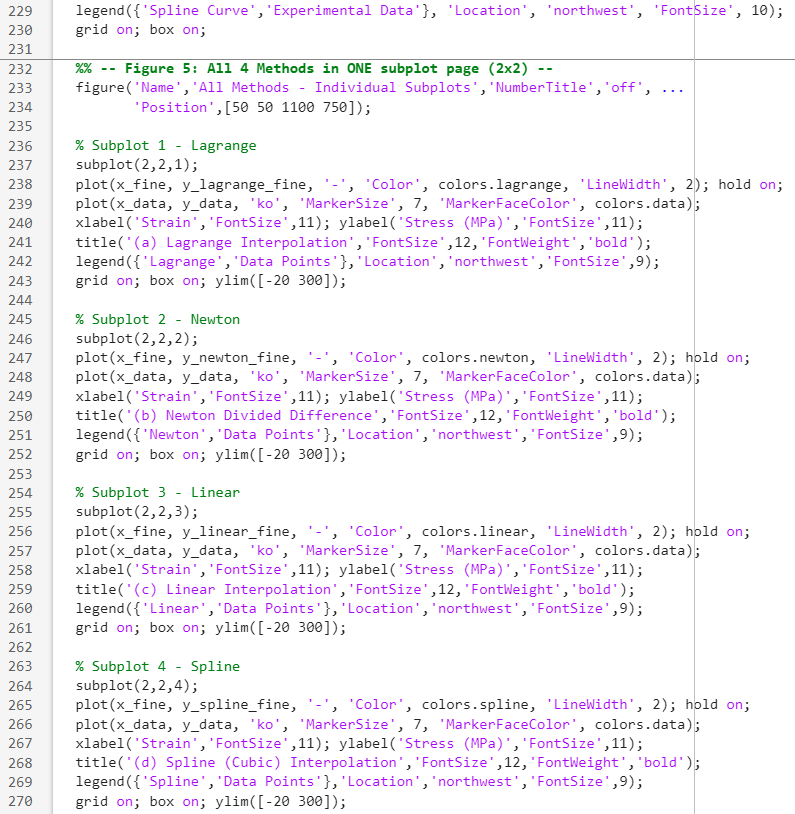 229 legend({'Spline Curve','Experimental Data'}, 'Location', 'northwest', 'FontSize', 10);
230 grid on; box on;
231
232 %% -- Figure 5: All 4 Methods in ONE subplot page (2x2) --
233 figure('Name','All Methods - Individual Subplots','NumberTitle','off', ...
234 'Position',[50 50 1100 750]);
235
236 % Subplot 1 - Lagrange
237 subplot(2,2,1);
238 plot(x_fine, y_lagrange_fine, '-', 'Color', colors.lagrange, 'LineWidth', 2); hold on;
239 plot(x_data, y_data, 'ko', 'MarkerSize', 7, 'MarkerFaceColor', colors.data);
240 xlabel('Strain','FontSize',11); ylabel('Stress (MPa)','FontSize',11);
241 title('(a) Lagrange Interpolation','FontSize',12,'FontWeight','bold');
242 legend({'Lagrange','Data Points'},'Location','northwest','FontSize',9);
243 grid on; box on; ylim([-20 300]);
244
245 % Subplot 2 - Newton
246 subplot(2,2,2);
247 plot(x_fine, y_newton_fine, '-', 'Color', colors.newton, 'LineWidth', 2); hold on;
248 plot(x_data, y_data, 'ko', 'MarkerSize', 7, 'MarkerFaceColor', colors.data);
249 xlabel('Strain','FontSize',11); ylabel('Stress (MPa)','FontSize',11);
250 title('(b) Newton Divided Difference','FontSize',12,'FontWeight','bold');
251 legend({'Newton','Data Points'},'Location','northwest','FontSize',9);
252 grid on; box on; ylim([-20 300]);
253
254 % Subplot 3 - Linear
255 subplot(2,2,3);
256 plot(x_fine, y_linear_fine, '-', 'Color', colors.linear, 'LineWidth', 2); hold on;
257 plot(x_data, y_data, 'ko', 'MarkerSize', 7, 'MarkerFaceColor', colors.data);
258 xlabel('Strain','FontSize',11); ylabel('Stress (MPa)','FontSize',11);
259 title('(c) Linear Interpolation','FontSize',12,'FontWeight','bold');
260 legend({'Linear','Data Points'},'Location','northwest','FontSize',9);
261 grid on; box on; ylim([-20 300]);
262
263 % Subplot 4 - Spline
264 subplot(2,2,4);
265 plot(x_fine, y_spline_fine, '-', 'Color', colors.spline, 'LineWidth', 2); hold on;
266 plot(x_data, y_data, 'ko', 'MarkerSize', 7, 'MarkerFaceColor', colors.data);
267 xlabel('Strain','FontSize',11); ylabel('Stress (MPa)','FontSize',11);
268 title('(d) Spline (Cubic) Interpolation','FontSize',12,'FontWeight','bold');
269 legend({'Spline','Data Points'},'Location','northwest','FontSize',9);
270 grid on; box on; ylim([-20 300]);